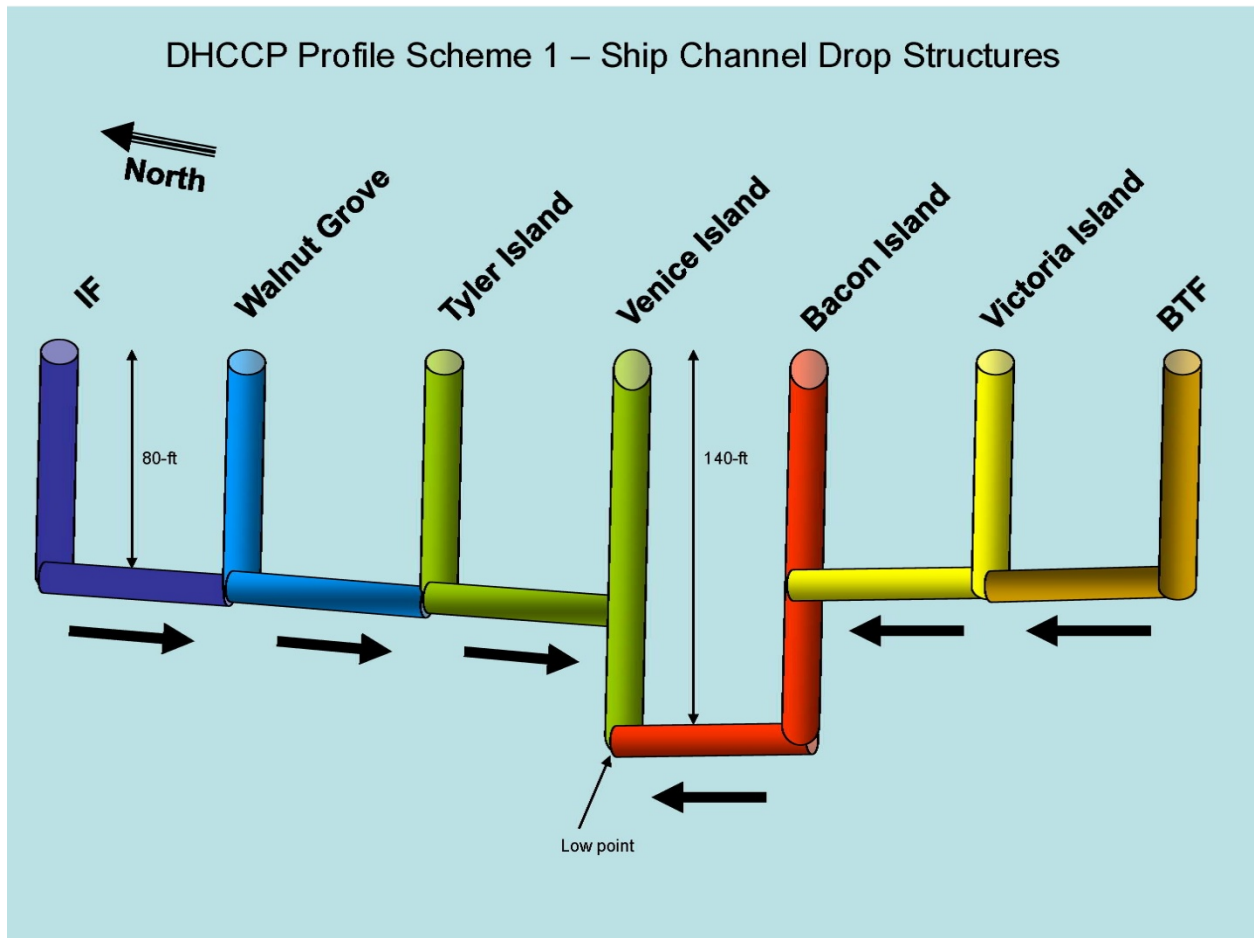 DHCCP Profile Scheme 1 – Ship Channel Drop Structures
North
IF
Walnut Grove
Tyler Island
Venice Island
Bacon Island
Victoria Island
BTF
80-ft
140-ft
Low point